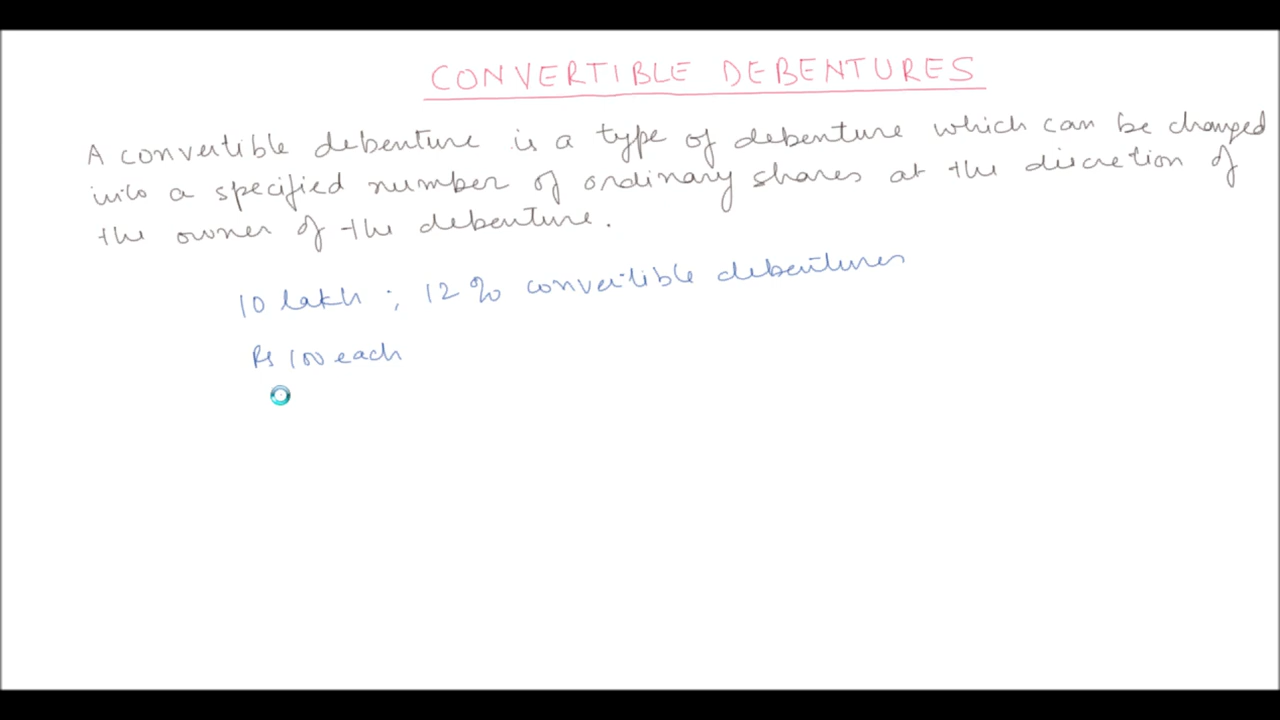 CONVERTIBLE DEBENTURES
A convertible debenture is a type of debenture which can be changed
into a specified number of ordinary shares at the discretion of
the owner of the debenture.
10 lakh ; 12 % convertible debentures
Rs 100 each